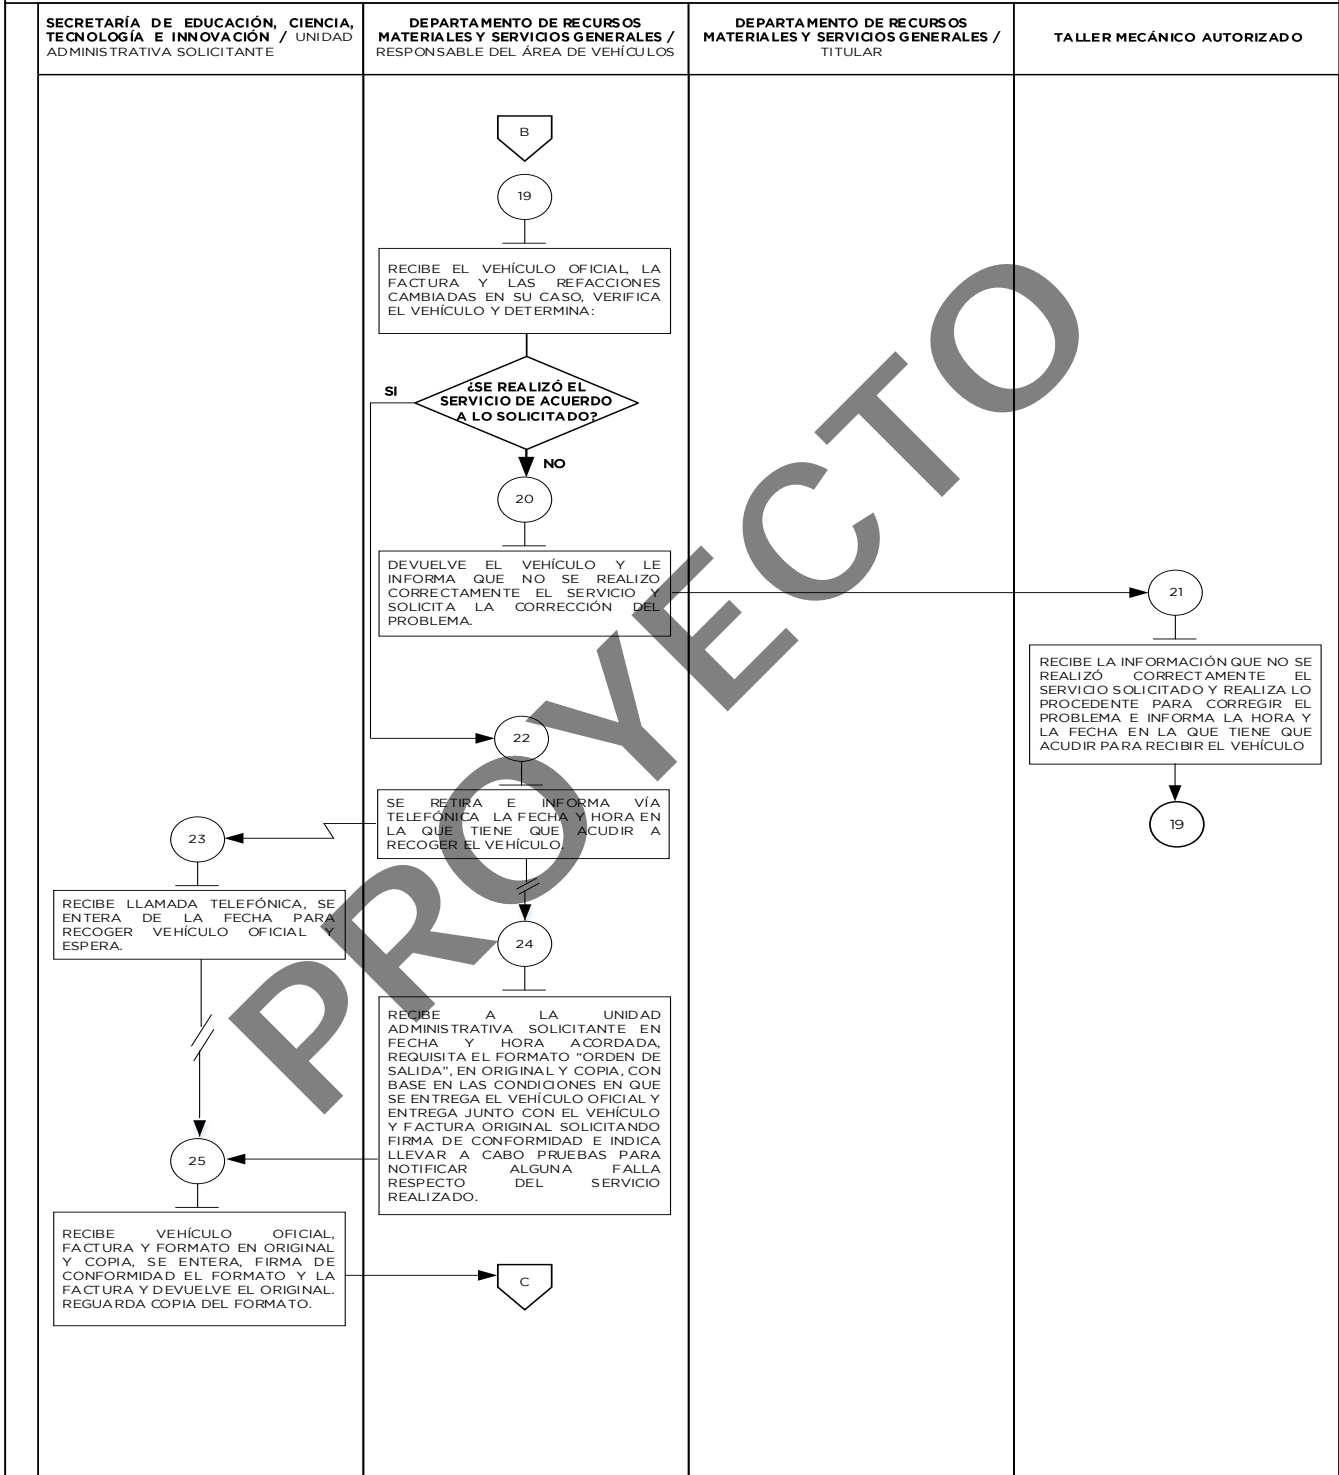 SECRETARÍA DE EDUCACIÓN, CIENCIA,
TECNOLOGÍA E INNOVACIÓN / UNIDAD
ADMINISTRATIVA SOLICITANTE
DEPARTAMENTO DE RECURSOS
MATERIALES Y SERVICIOS GENERALES /
RESPONSABLE DEL ÁREA DE VEHÍCULOS
DEPARTAMENTO DE RECURSOS
MATERIALES Y SERVICIOS GENERALES /
TITULAR
TALLER MECÁNICO AUTORIZADO
B
19
RECIBE EL VEHÍCULO OFICIAL, LA
FACTURA Y LAS REFACCIONES
CAMBIADAS EN SU CASO, VERIFICA
EL VEHÍCULO Y DETERMINA:
SI
¿SE REALIZÓ EL
SERVICIO DE ACUERDO
A LO SOLICITADO?
NO
20
DEVUELVE EL VEHÍCULO Y LE
INFORMA QUE NO SE REALIZO
CORRECTAMENTE EL SERVICIO Y
SOLICITA LA CORRECCIÓN DEL
PROBLEMA.
21
RECIBE LA INFORMACIÓN QUE NO SE
REALIZÓ CORRECTAMENTE EL
SERVICIO SOLICITADO Y REALIZA LO
PROCEDENTE PARA CORREGIR EL
PROBLEMA E INFORMA LA HORA Y
LA FECHA EN LA QUE TIENE QUE
ACUDIR PARA RECIBIR EL VEHÍCULO
19
22
SE RETIRA E INFORMA VÍA
TELEFÓNICA LA FECHA Y HORA EN
LA QUE TIENE QUE ACUDIR A
RECOGER EL VEHÍCULO.
23
RECIBE LLAMADA TELEFÓNICA, SE
ENTERA DE LA FECHA PARA
RECOGER VEHÍCULO OFICIAL Y
ESPERA.
24
RECIBE A LA UNIDAD
ADMINISTRATIVA SOLICITANTE EN
FECHA Y HORA ACORDADA,
REQUISITA EL FORMATO “ORDEN DE
SALIDA”, EN ORIGINAL Y COPIA, CON
BASE EN LAS CONDICIONES EN QUE
SE ENTREGA EL VEHÍCULO OFICIAL Y
ENTREGA JUNTO CON EL VEHÍCULO
Y FACTURA ORIGINAL SOLICITANDO
FIRMA DE CONFORMIDAD E INDICA
LLEVAR A CABO PRUEBAS PARA
NOTIFICAR ALGUNA FALLA
RESPECTO DEL SERVICIO
REALIZADO.
25
RECIBE VEHÍCULO OFICIAL,
FACTURA Y FORMATO EN ORIGINAL
Y COPIA, SE ENTERA, FIRMA DE
CONFORMIDAD EL FORMATO Y LA
FACTURA Y DEVUELVE EL ORIGINAL.
REGUARDA COPIA DEL FORMATO.
C
PROYECTO